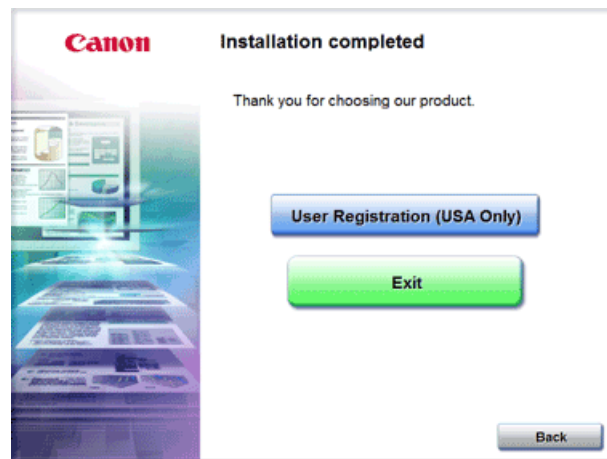 Canon
Installation completed
Thank you for choosing our product.
User Registration (USA Only)
Exit
Back